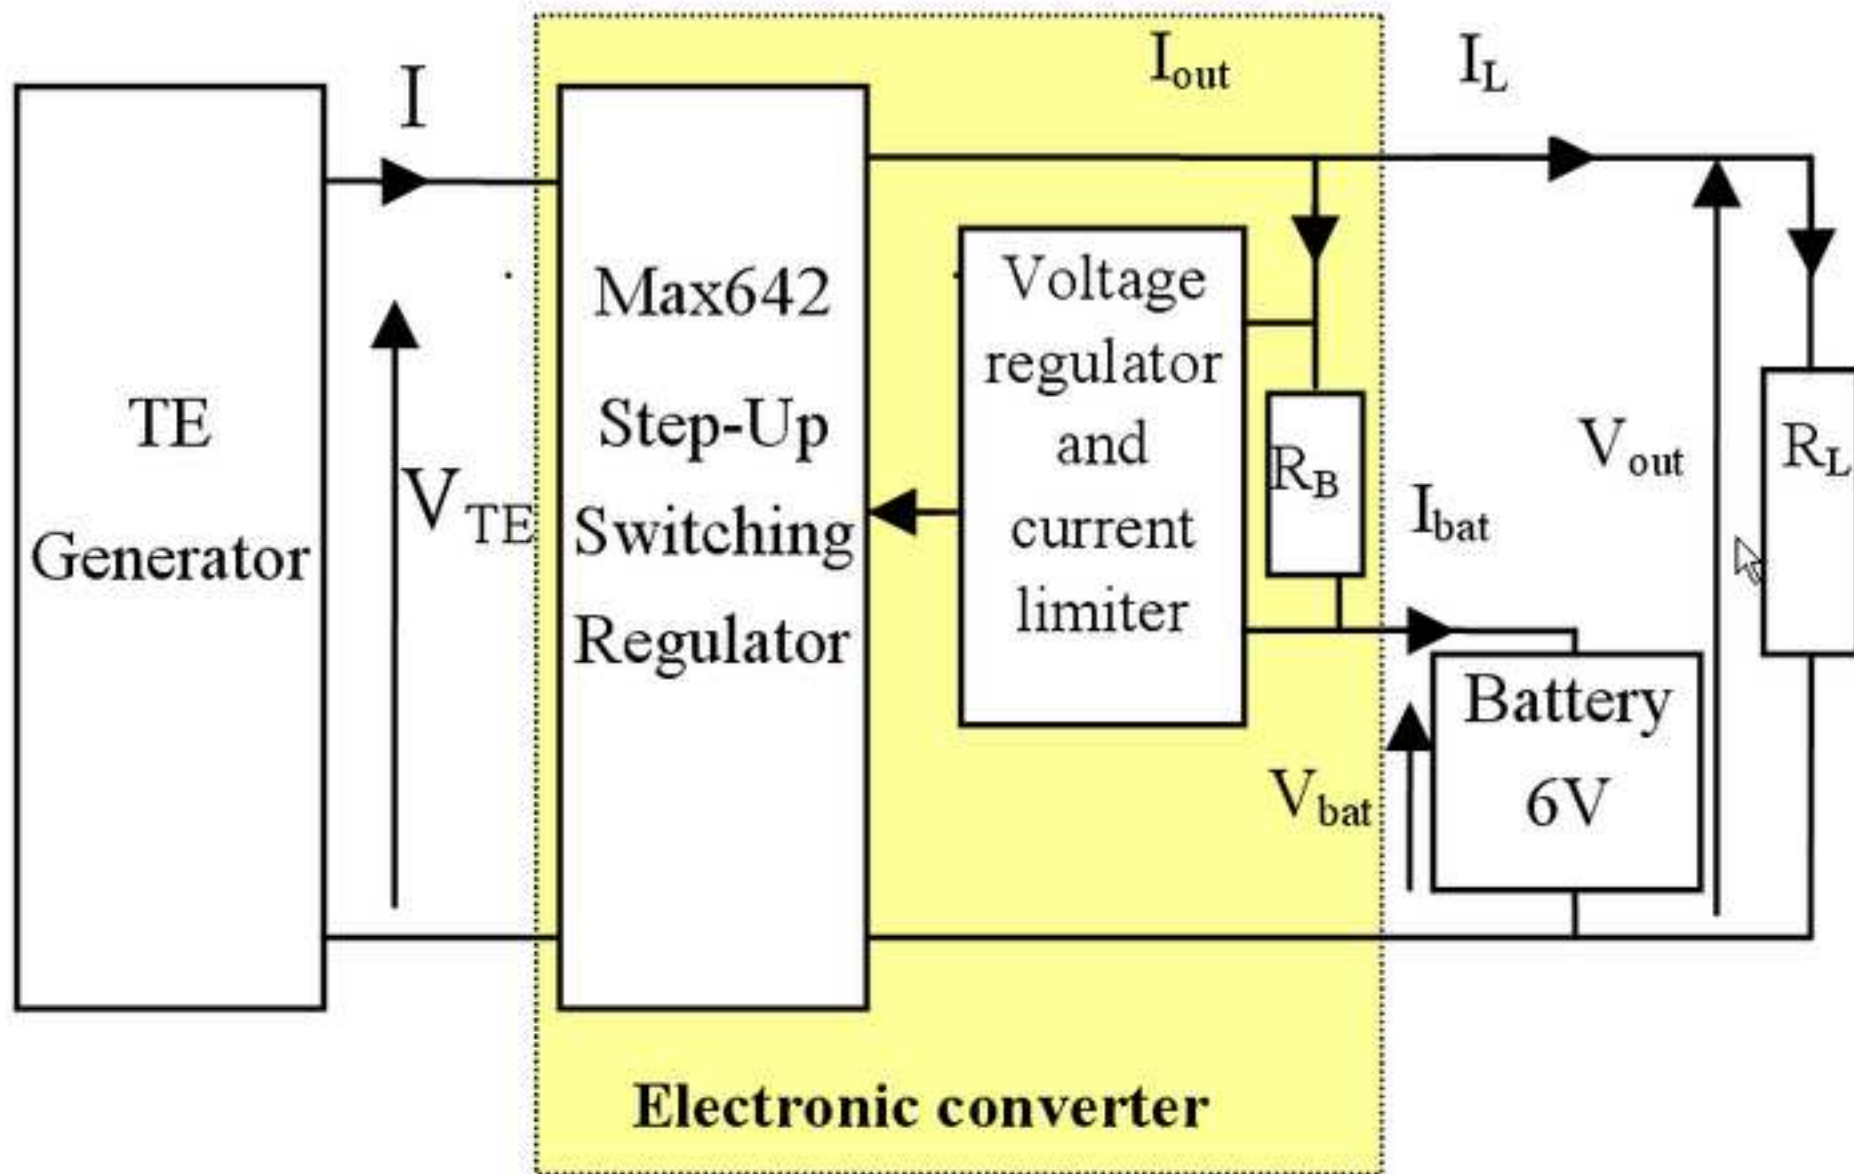 I
I_out
I_L
TE
Generator
V_TE
Max642
Step-Up
Switching
Regulator
Voltage
regulator
and
current
limiter
R_B
I_bat
V_out
R_L
V_bat
Battery
6V
Electronic converter